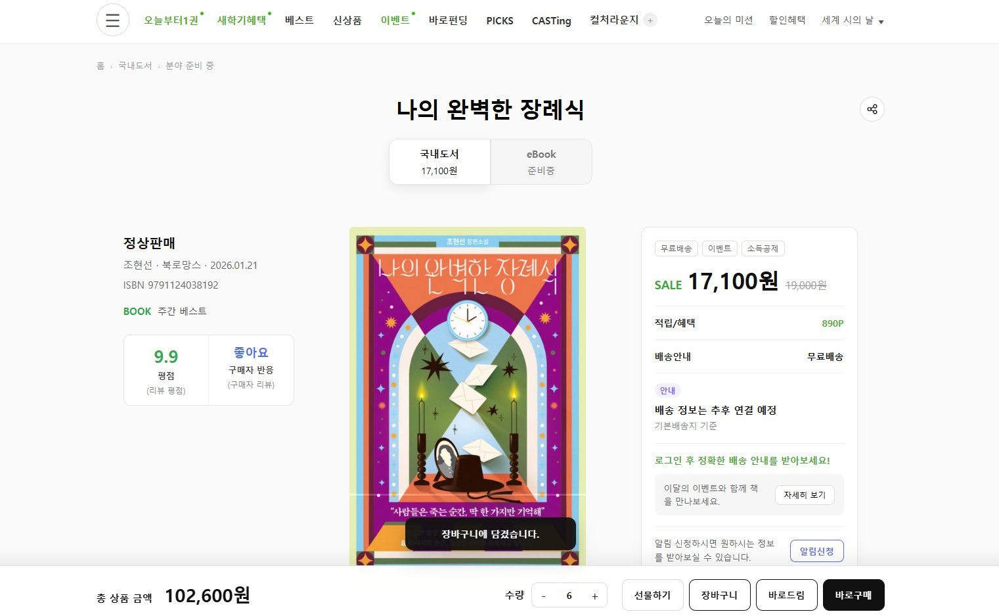 오늘부터1권 새학기혜택 베스트 신상품 이벤트 바로펀딩 PICKS CASTing 컬처라운지 + 오늘의 미션 할인혜택 세계 시의 날 ▼
홈 › 국내도서 › 분야 준비 중
나의 완벽한 장례식
국내도서
17,100원
eBook
준비중
정상판매
조현선 · 북로망스 · 2026.01.21
ISBN 9791124038192
BOOK 주간 베스트
9.9
평점
(리뷰 평점)
좋아요
구매자 반응
(구매자 리뷰)
조현선 장편소설
나의 완벽한 장례식
“사람들은 죽는 순간, 딱 한 가지만 기억해”
장바구니에 담겼습니다.
무료배송 이벤트 소득공제
SALE 17,100원 19,000원
적립/혜택 890P
배송안내 무료배송
안내
배송 정보는 추후 연결 예정
기본배송지 기준
로그인 후 정확한 배송 안내를 받아보세요!
이달의 이벤트와 함께 책
을 만나보세요.
자세히 보기
알림 신청하시면 원하시는 정보
를 받아보실 수 있습니다.
알림신청
총 상품 금액 102,600원
수량 - 6 + 선물하기 장바구니 바로드림 바로구매